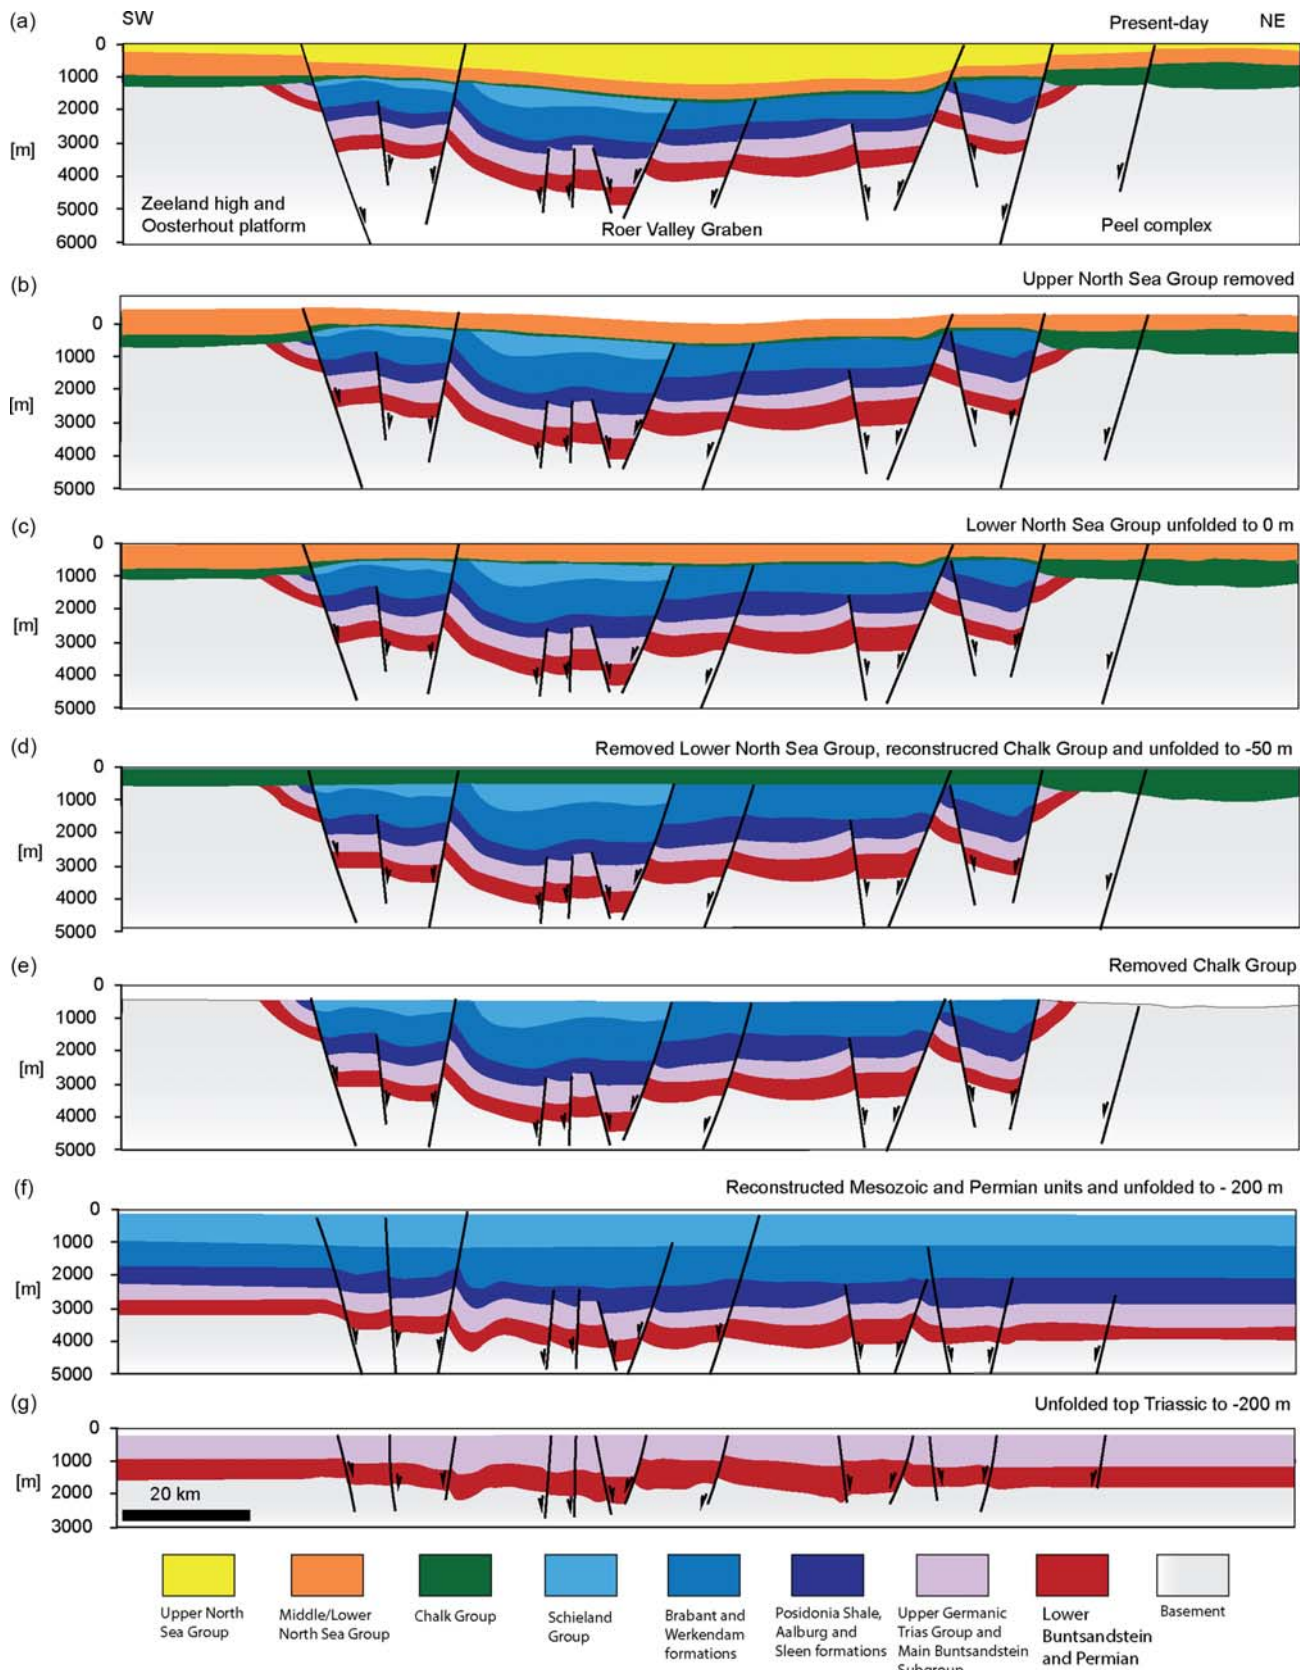 (a)
SW
Present-day
NE
0
1000
2000
3000
[m]
4000
5000
6000
Zeeland high and
Oosterhout platform
Roer Valley Graben
Peel complex
(b)
Upper North Sea Group removed
0
1000
2000
[m]
3000
4000
5000
(c)
Lower North Sea Group unfolded to 0 m
0
1000
2000
[m]
3000
4000
5000
(d)
Removed Lower North Sea Group, reconstrucred Chalk Group and unfolded to -50 m
0
1000
2000
[m]
3000
4000
5000
(e)
Removed Chalk Group
0
1000
2000
[m]
3000
4000
5000
(f)
Reconstructed Mesozoic and Permian units and unfolded to - 200 m
0
1000
2000
[m]
3000
4000
5000
(g)
Unfolded top Triassic to -200 m
0
1000
[m]
2000
3000
20 km
Upper North
Sea Group
Middle/Lower
North Sea Group
Chalk Group
Schieland
Group
Brabant and
Werkendam
formations
Posidonia Shale,
Aalburg and
Sleen formations
Upper Germanic
Trias Group and
Main Buntsandstein
Subgroup
Lower
Buntsandstein
and Permian
Basement